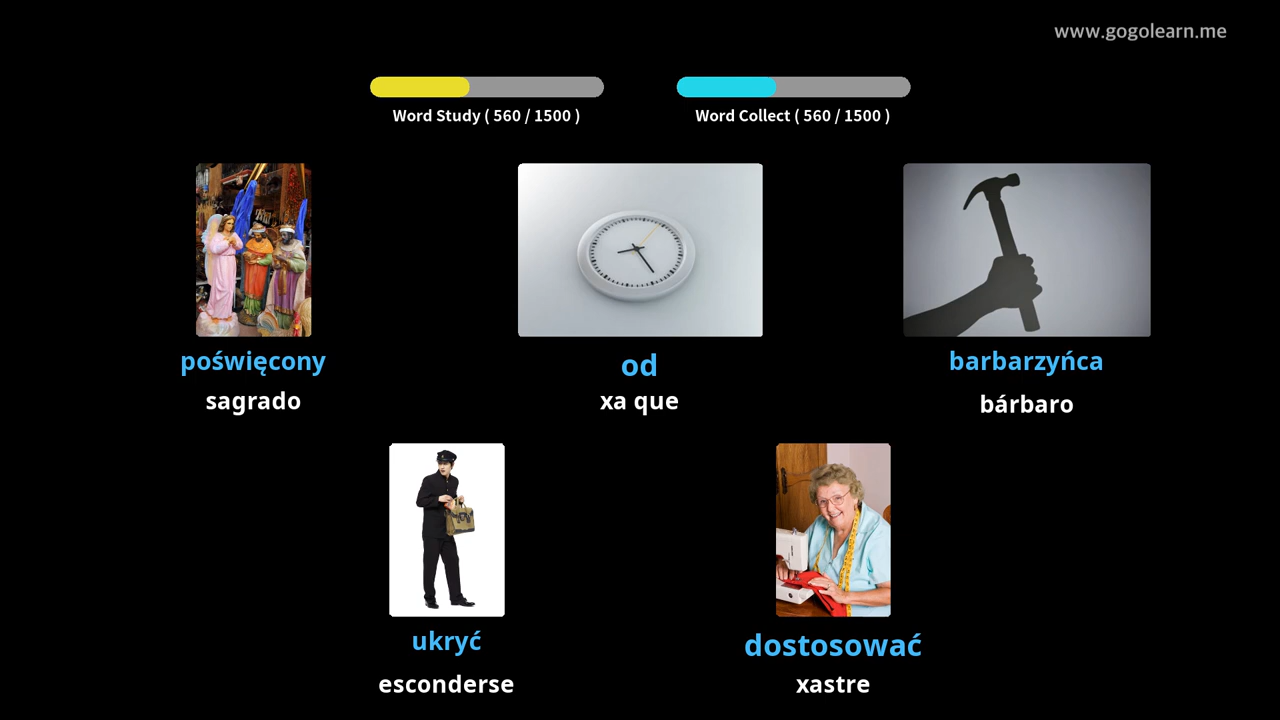 www.gogolearn.me
Word Study ( 560 / 1500 )
Word Collect ( 560 / 1500 )
poświęcony
sagrado
od
xa que
barbarzyńca
bárbaro
ukryć
esconderse
dostosować
xastre